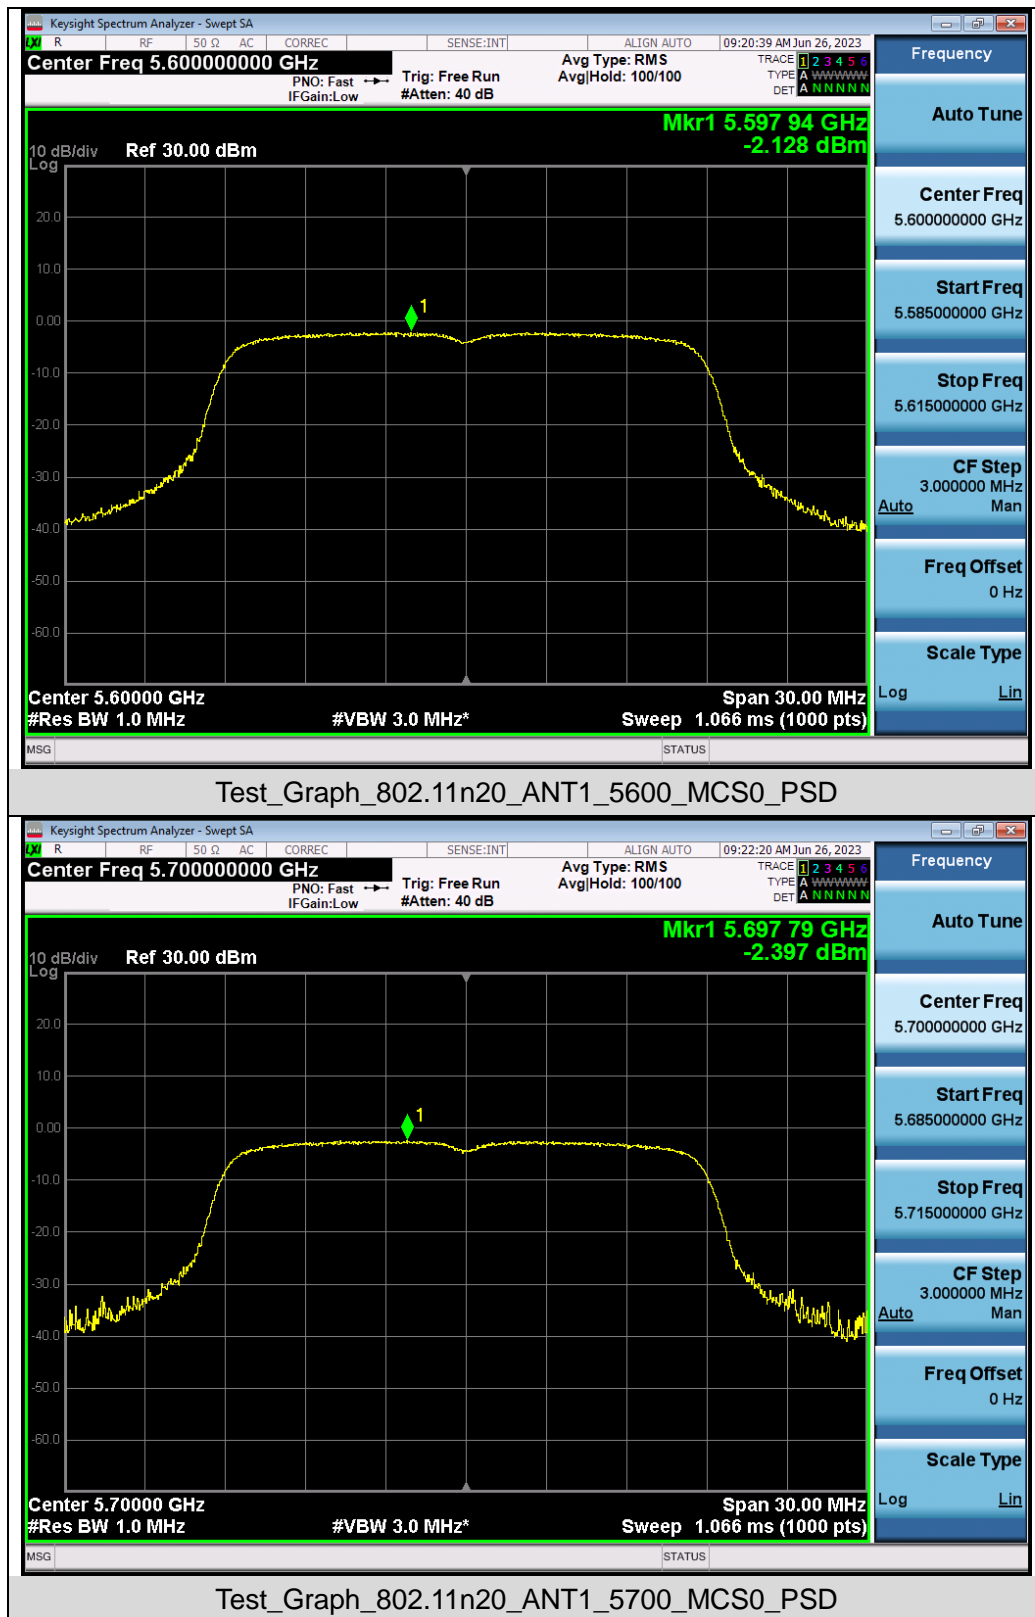 Keysight Spectrum Analyzer - Swept SA
LXI R RF 50 Ω AC CORREC SENSE:INT ALIGN AUTO 09:20:39 AM Jun 26, 2023
Center Freq 5.600000000 GHz
PNO: Fast
IFGain:Low
Trig: Free Run
#Atten: 40 dB
Avg Type: RMS
Avg|Hold: 100/100
TRACE 1 2 3 4 5 6
TYPE A WWWWW
DET A N N N N N
Mkr1 5.597 94 GHz
-2.128 dBm
10 dB/div Ref 30.00 dBm
Log
20.0
10.0
0.00
-10.0
-20.0
-30.0
-40.0
-50.0
-60.0
1
Center 5.60000 GHz Span 30.00 MHz
#Res BW 1.0 MHz #VBW 3.0 MHz* Sweep 1.066 ms (1000 pts)
MSG STATUS
Frequency
Auto Tune
Center Freq
5.600000000 GHz
Start Freq
5.585000000 GHz
Stop Freq
5.615000000 GHz
CF Step
3.000000 MHz
Auto Man
Freq Offset
0 Hz
Scale Type
Log Lin
Test_Graph_802.11n20_ANT1_5600_MCS0_PSD
Keysight Spectrum Analyzer - Swept SA
LXI R RF 50 Ω AC CORREC SENSE:INT ALIGN AUTO 09:22:20 AM Jun 26, 2023
Center Freq 5.700000000 GHz
PNO: Fast
IFGain:Low
Trig: Free Run
#Atten: 40 dB
Avg Type: RMS
Avg|Hold: 100/100
TRACE 1 2 3 4 5 6
TYPE A WWWWW
DET A N N N N N
Mkr1 5.697 79 GHz
-2.397 dBm
10 dB/div Ref 30.00 dBm
Log
20.0
10.0
0.00
-10.0
-20.0
-30.0
-40.0
-50.0
-60.0
1
Center 5.70000 GHz Span 30.00 MHz
#Res BW 1.0 MHz #VBW 3.0 MHz* Sweep 1.066 ms (1000 pts)
MSG STATUS
Frequency
Auto Tune
Center Freq
5.700000000 GHz
Start Freq
5.685000000 GHz
Stop Freq
5.715000000 GHz
CF Step
3.000000 MHz
Auto Man
Freq Offset
0 Hz
Scale Type
Log Lin
Test_Graph_802.11n20_ANT1_5700_MCS0_PSD